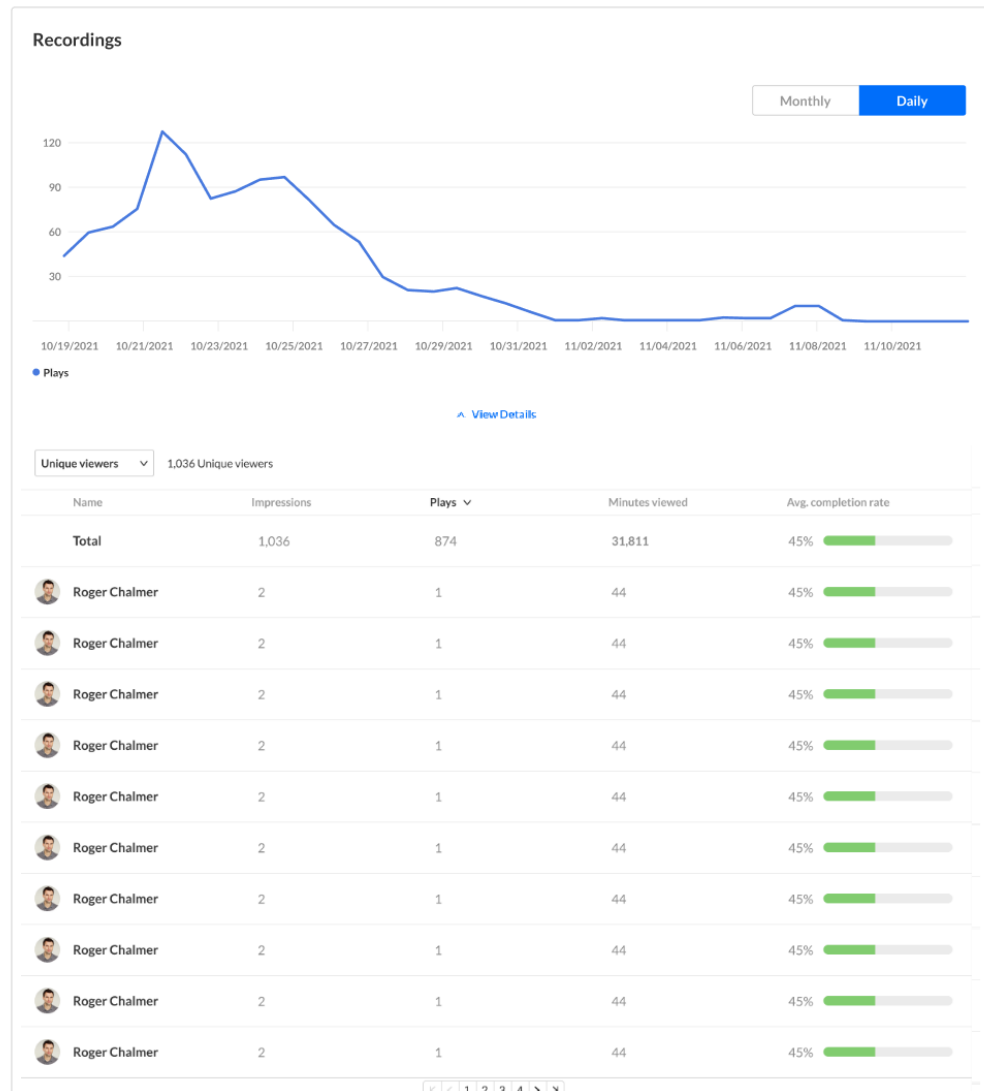 Recordings
Monthly Daily
120
90
60
30
10/19/2021 10/21/2021 10/23/2021 10/25/2021 10/27/2021 10/29/2021 10/31/2021 11/02/2021 11/04/2021 11/06/2021 11/08/2021 11/10/2021
Plays
View Details
Unique viewers 1,036 Unique viewers
Name Impressions Plays Minutes viewed Avg. completion rate
Total 1,036 874 31,811 45%
Roger Chalmer 2 1 44 45%
Roger Chalmer 2 1 44 45%
Roger Chalmer 2 1 44 45%
Roger Chalmer 2 1 44 45%
Roger Chalmer 2 1 44 45%
Roger Chalmer 2 1 44 45%
Roger Chalmer 2 1 44 45%
Roger Chalmer 2 1 44 45%
Roger Chalmer 2 1 44 45%
Roger Chalmer 2 1 44 45%
1 2 3 4